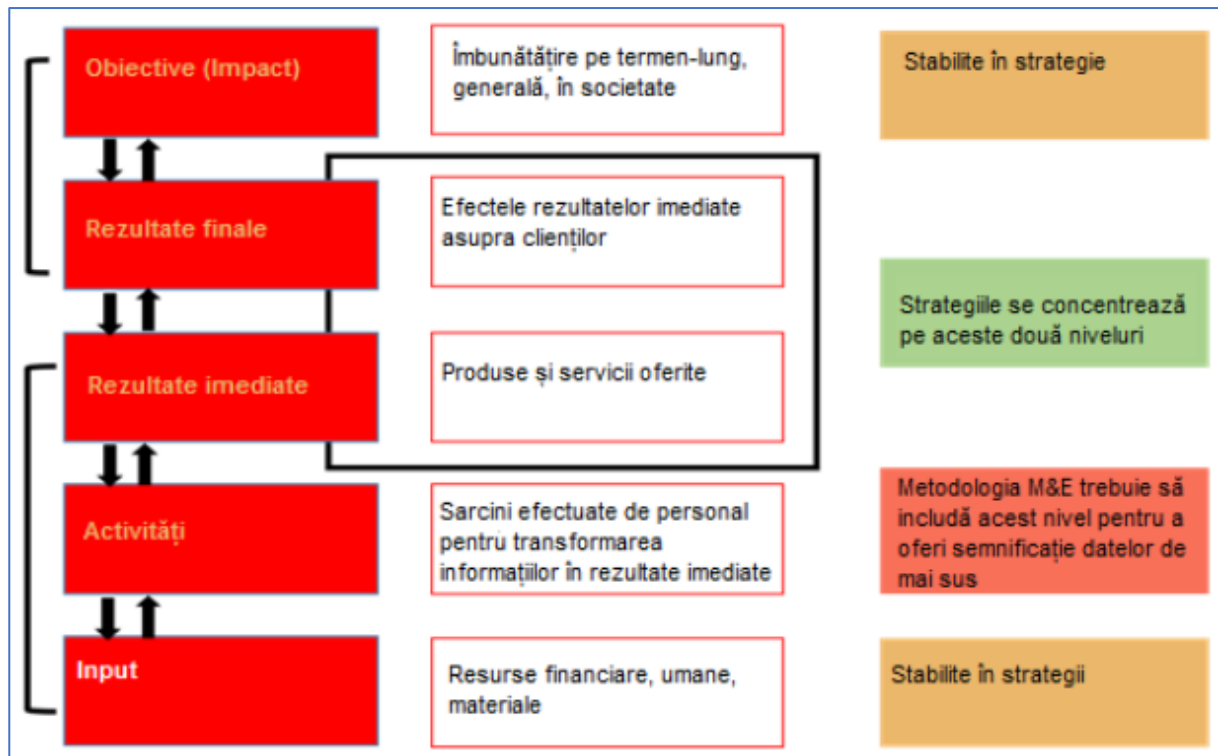 Obiective (Impact)
Îmbunătățire pe termen-lung,
generală, în societate
Stabilite în strategie
Rezultate finale
Efectele rezultatelor imediate
asupra clienților
Strategiile se concentrează
pe aceste două niveluri
Rezultate imediate
Produse și servicii oferite
Activități
Sarcini efectuate de personal
pentru transformarea
informațiilor în rezultate imediate
Metodologia M&E trebuie să
includă acest nivel pentru a
oferi semnificație datelor de
mai sus
Input
Resurse financiare, umane,
materiale
Stabilite în strategii